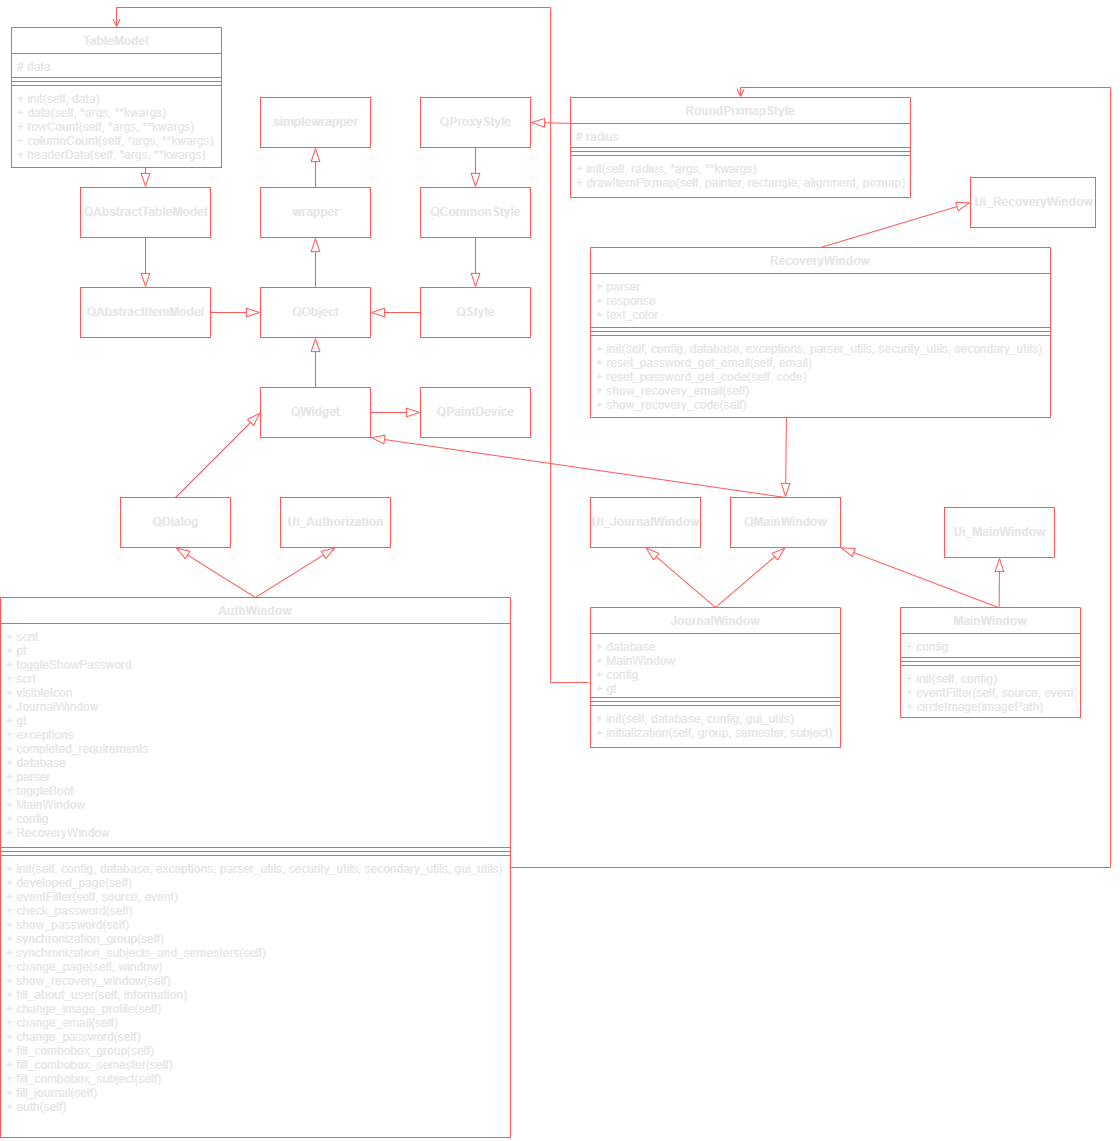 TableModel
# data
+ init(self, data)
+ data(self, *args, **kwargs)
+ rowCount(self, *args, **kwargs)
+ columnCount(self, *args, **kwargs)
+ headerData(self, *args, **kwargs)
simplewrapper
QProxyStyle
RoundPixmapStyle
# radius
+ init(self, radius, *args, **kwargs)
+ drawItemPixmap(self, painter, rectangle, alignment, pixmap)
QAbstractTableModel
wrapper
QCommonStyle
Ui_RecoveryWindow
QAbstractItemModel
QObject
QStyle
RecoveryWindow
+ parser
+ response
+ text_color
+ init(self, config, database, exceptions, parser_utils, security_utils, secondary_utils)
+ reset_password_get_email(self, email)
+ reset_password_get_code(self, code)
+ show_recovery_email(self)
+ show_recovery_code(self)
QWidget
QPaintDevice
QDialog
Ui_Authorization
Ui_JournalWindow
QMainWindow
Ui_MainWindow
AuthWindow
+ scnt
+ pt
+ toggleShowPassword
+ scrt
+ visibleIcon
+ JournalWindow
+ gt
+ exceptions
+ completed_requirements
+ database
+ parser
+ toggleBool
+ MainWindow
+ config
+ RecoveryWindow
+ init(self, config, database, exceptions, parser_utils, security_utils, secondary_utils, gui_utils)
+ developed_page(self)
+ eventFilter(self, source, event)
+ check_password(self)
+ show_password(self)
+ synchronization_group(self)
+ synchronization_subjects_and_semesters(self)
+ change_page(self, window)
+ show_recovery_window(self)
+ fill_about_user(self, information)
+ change_image_profile(self)
+ change_email(self)
+ change_password(self)
+ fill_combobox_group(self)
+ fill_combobox_semester(self)
+ fill_combobox_subject(self)
+ fill_journal(self)
+ auth(self)
JournalWindow
+ database
+ MainWindow
+ config
+ gt
+ init(self, database, config, gui_utils)
+ initialization(self, group, semester, subject)
MainWindow
+ config
+ init(self, config)
+ eventFilter(self, source, event)
+ circleImage(imagePath)